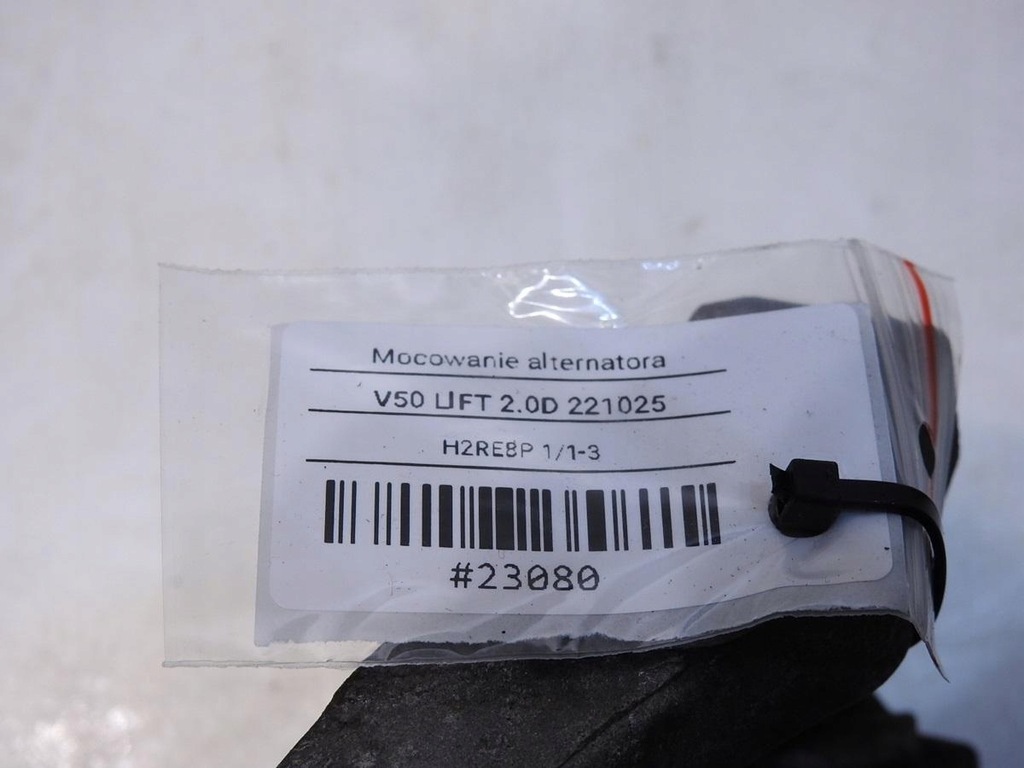 Mocowanie alternatora
V50 LIFT 2.0D 221025
H2RE8P 1/1-3
#23080